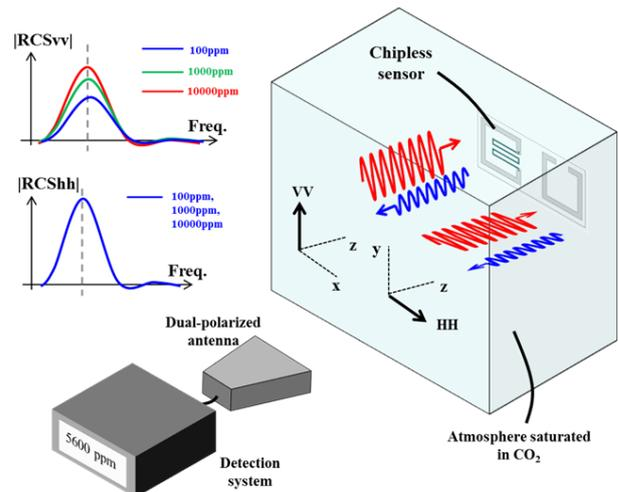 |RCSvv|
100ppm
1000ppm
10000ppm
Freq.
|RCShh|
100ppm,
1000ppm,
10000ppm
Freq.
Chipless
sensor
VV
z
x
y
z
HH
Dual-polarized
antenna
5600 ppm
Detection
system
Atmosphere saturated
in CO₂